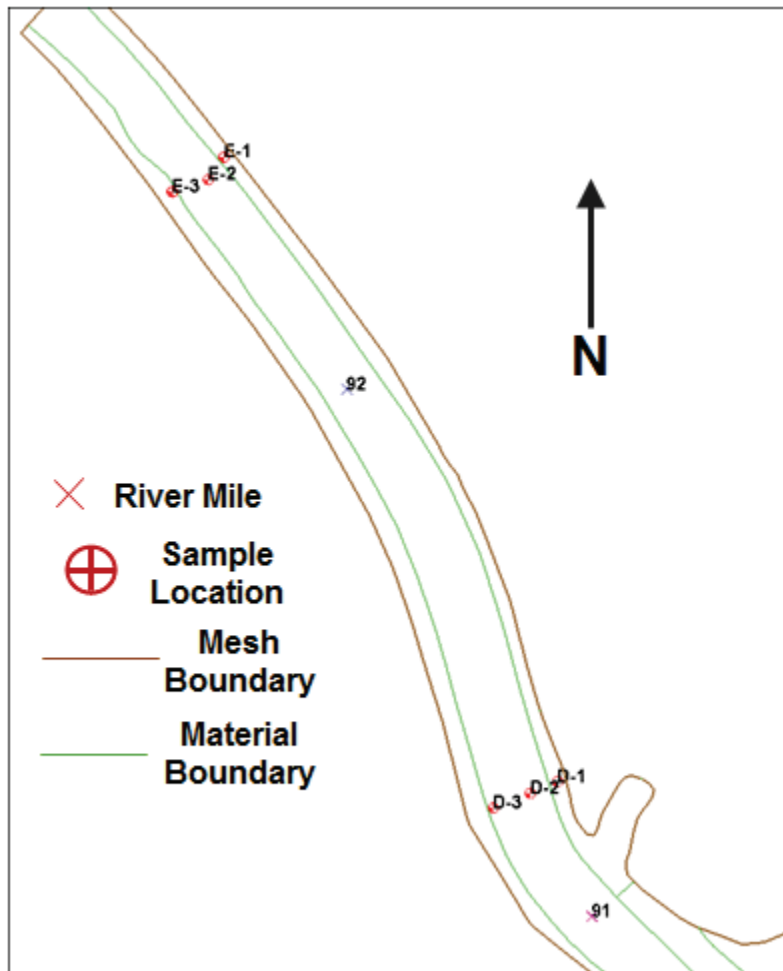 E-1
E-2
E-3
N
92
River Mile
Sample
Location
Mesh
Boundary
Material
Boundary
D-1
D-2
D-3
91